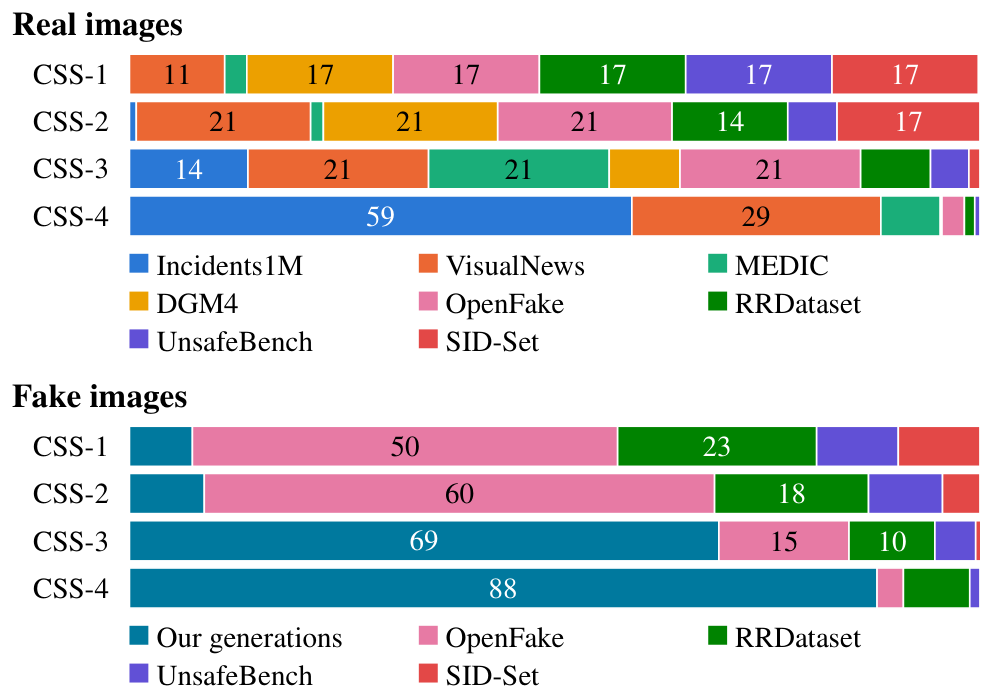 Real images
CSS-1 11 17 17 17 17 17
CSS-2 21 21 21 14 17
CSS-3 14 21 21 21
CSS-4 59 29
Incidents1M VisualNews MEDIC
DGM4 OpenFake RRDataset
UnsafeBench SID-Set
Fake images
CSS-1 50 23
CSS-2 60 18
CSS-3 69 15 10
CSS-4 88
Our generations OpenFake RRDataset
UnsafeBench SID-Set